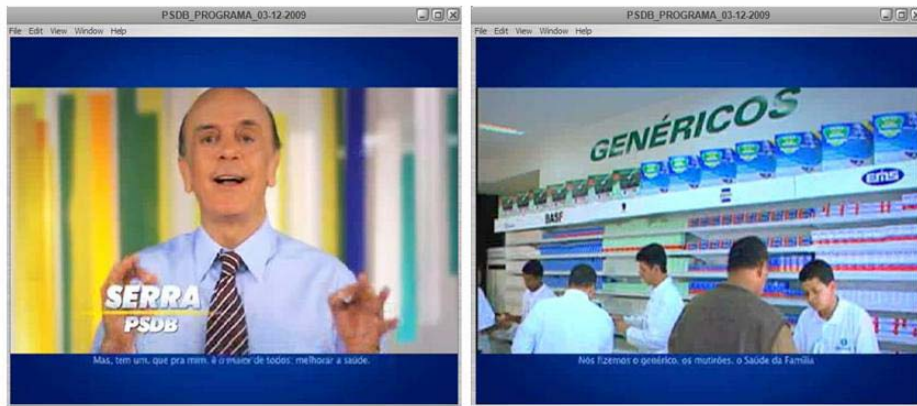 PSDB_PROGRAMA_03-12-2009
File Edit View Window Help
SERRA
PSDB
Mas, tem um, que pra mim, é o maior de todos: melhorar a saúde.
PSDB_PROGRAMA_03-12-2009
File Edit View Window Help
GENÉRICOS
BASF
EMS
Nós fizemos o genérico, os mutirões, o Saúde da Família